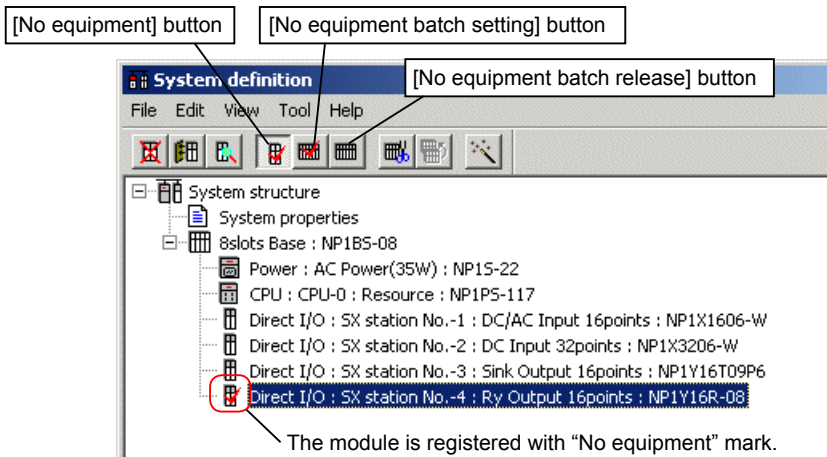 [No equipment] button
[No equipment batch setting] button
System definition
[No equipment batch release] button
File Edit View Tool Help
System structure
System properties
8slots Base : NP1BS-08
Power : AC Power(35W) : NP1S-22
CPU : CPU-0 : Resource : NP1PS-117
Direct I/O : SX station No.-1 : DC/AC Input 16points : NP1X1606-W
Direct I/O : SX station No.-2 : DC Input 32points : NP1X3206-W
Direct I/O : SX station No.-3 : Sink Output 16points : NP1Y16T09P6
Direct I/O : SX station No.-4 : Ry Output 16points : NP1Y16R-08
The module is registered with “No equipment” mark.